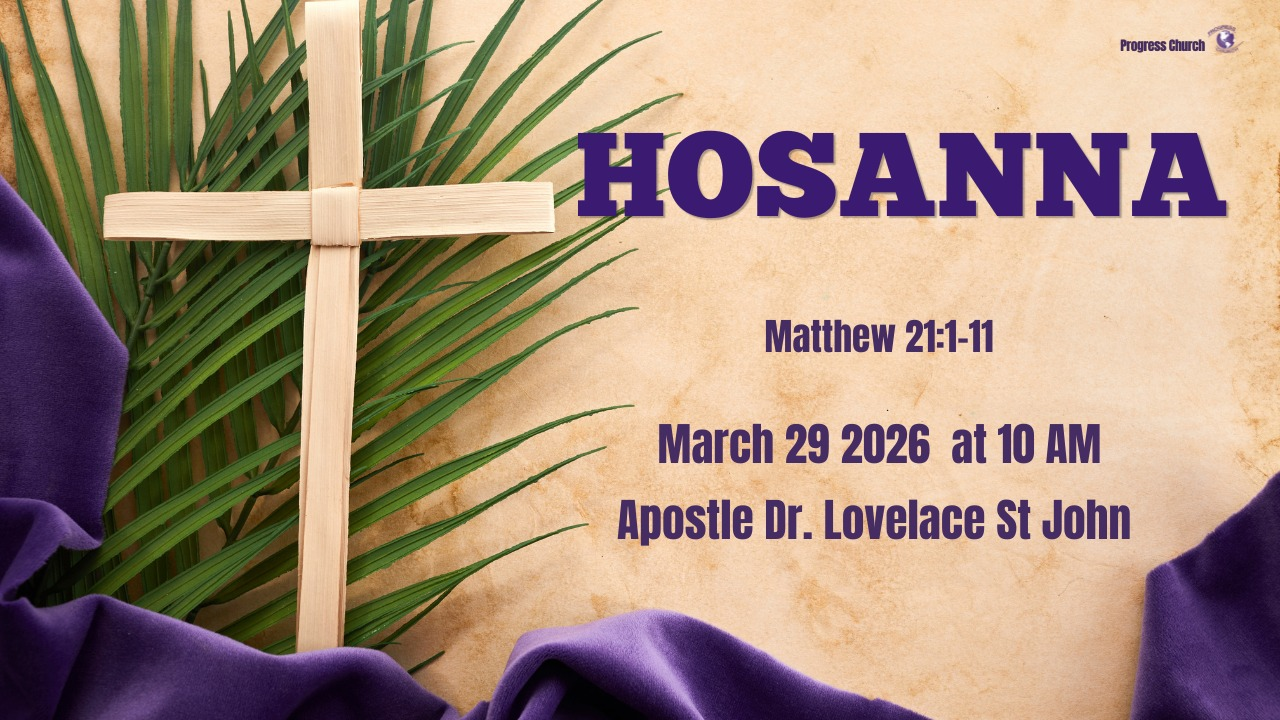 Progress Church
HOSANNA
Matthew 21:1-11
March 29 2026 at 10 AM
Apostle Dr. Lovelace St John